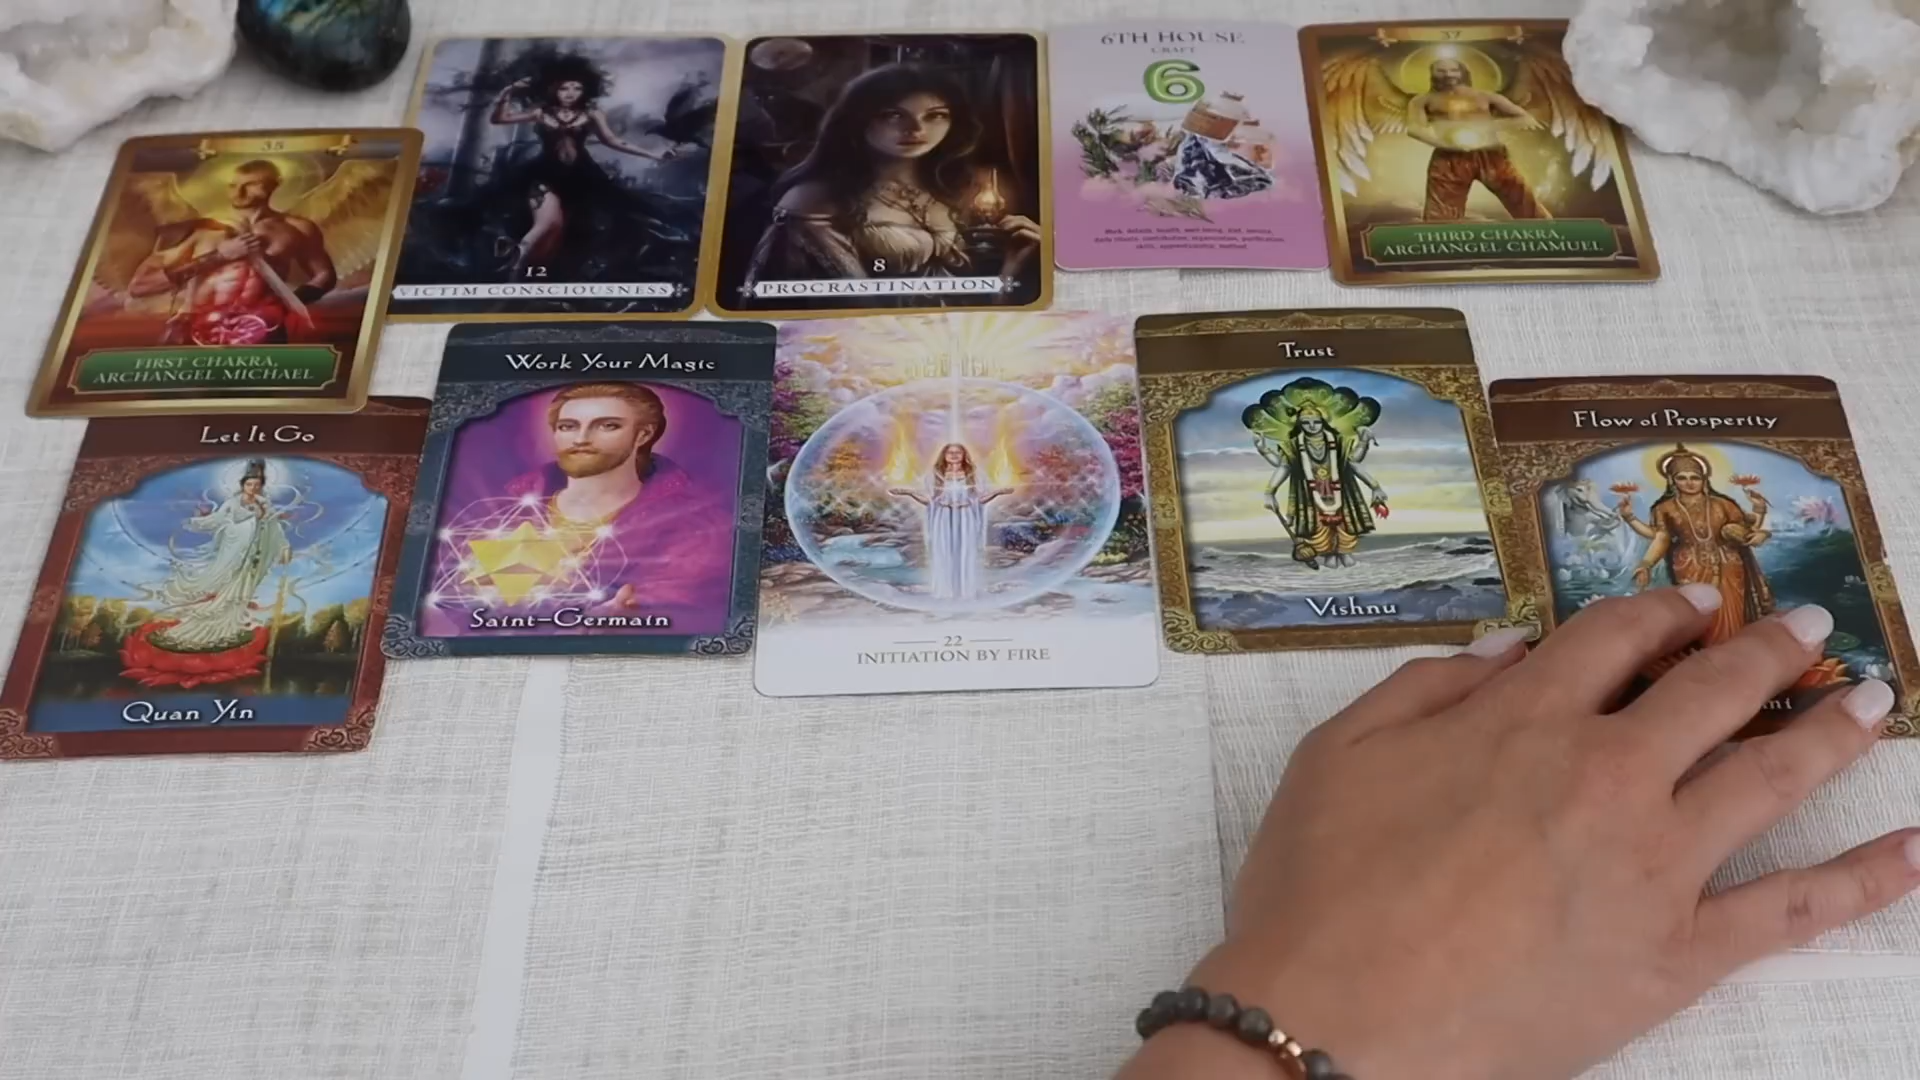 35
FIRST CHAKRA,
ARCHANGEL MICHAEL
12
VICTIM CONSCIOUSNESS
8
PROCRASTINATION
6TH HOUSE
CRAFT
6
37
THIRD CHAKRA,
ARCHANGEL CHAMUEL
Let It Go
Quan Yin
Work Your Magic
Saint-Germain
22
INITIATION BY FIRE
Trust
Vishnu
Flow of Prosperity